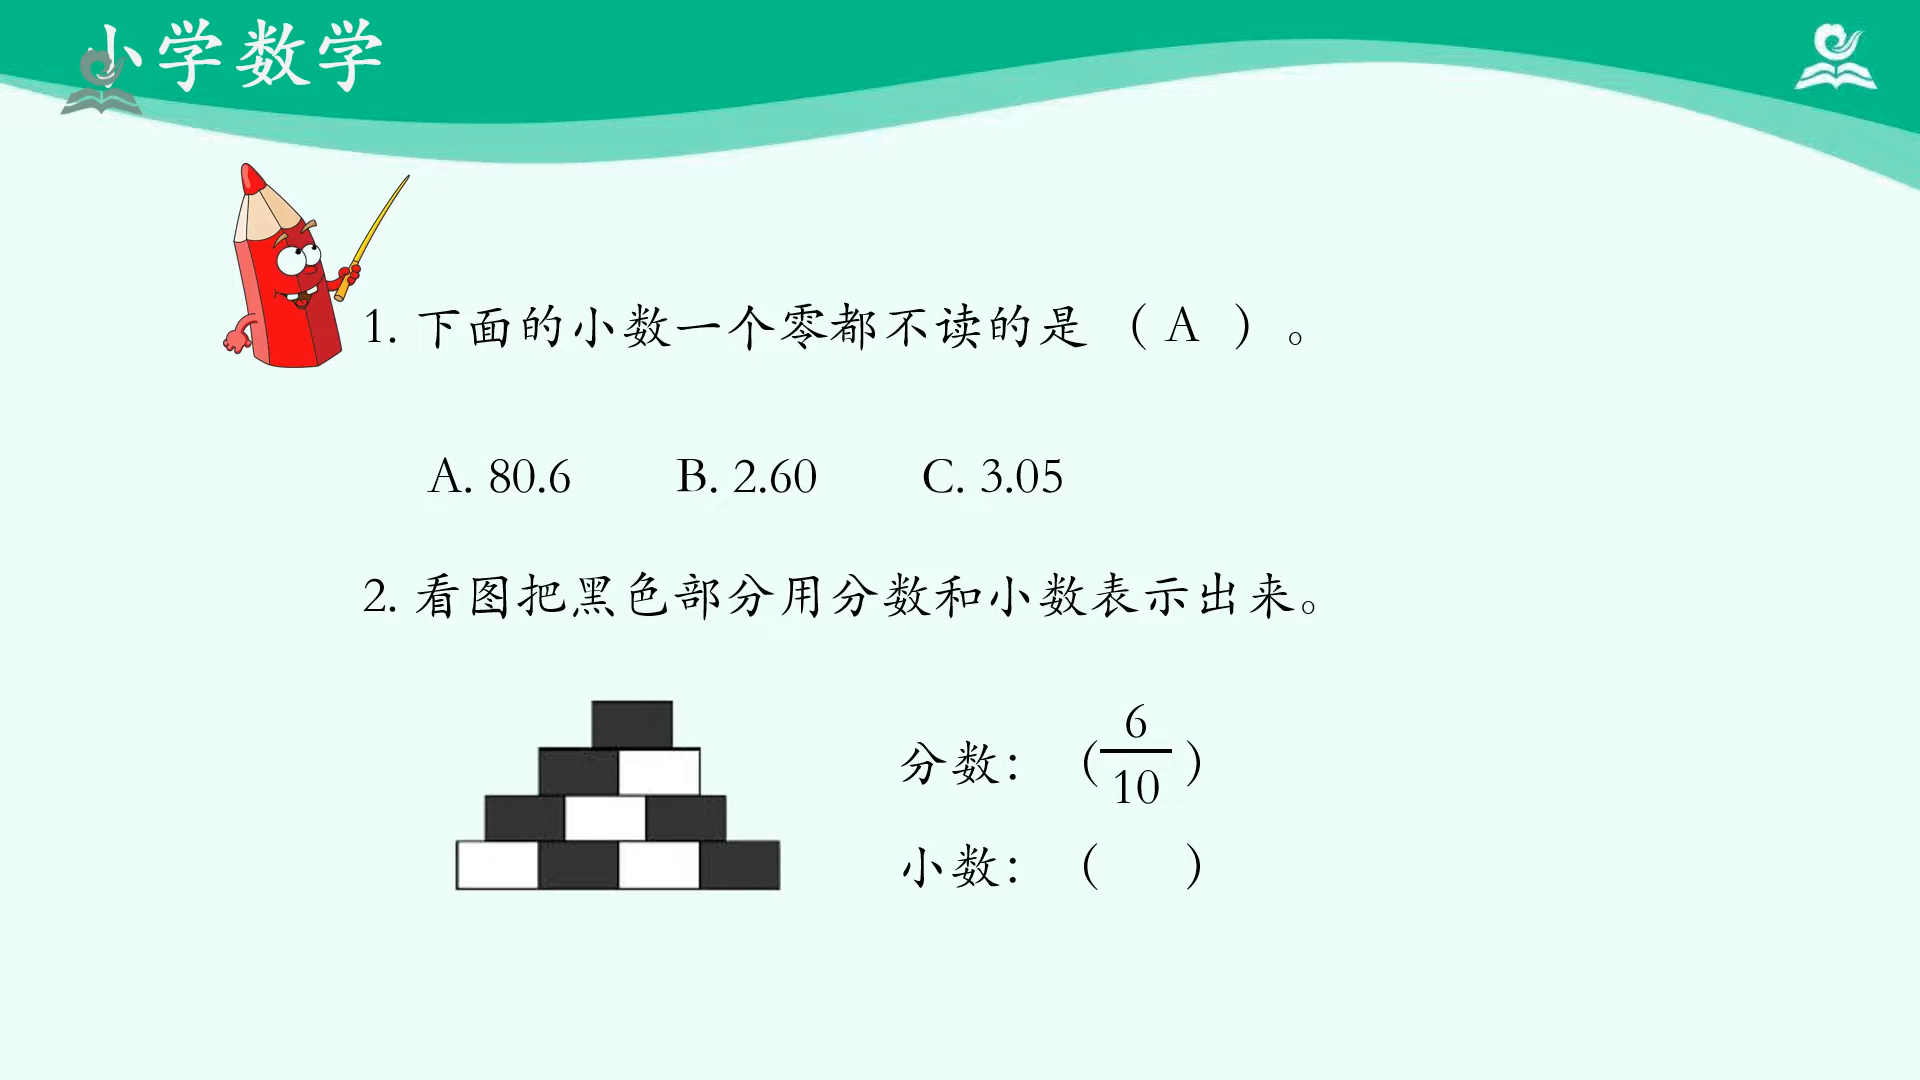 小学数学
1. 下面的小数一个零都不读的是（ A ）。
A. 80.6 B. 2.60 C. 3.05
2. 看图把黑色部分用分数和小数表示出来。
分数：（6/10）
小数：（ ）